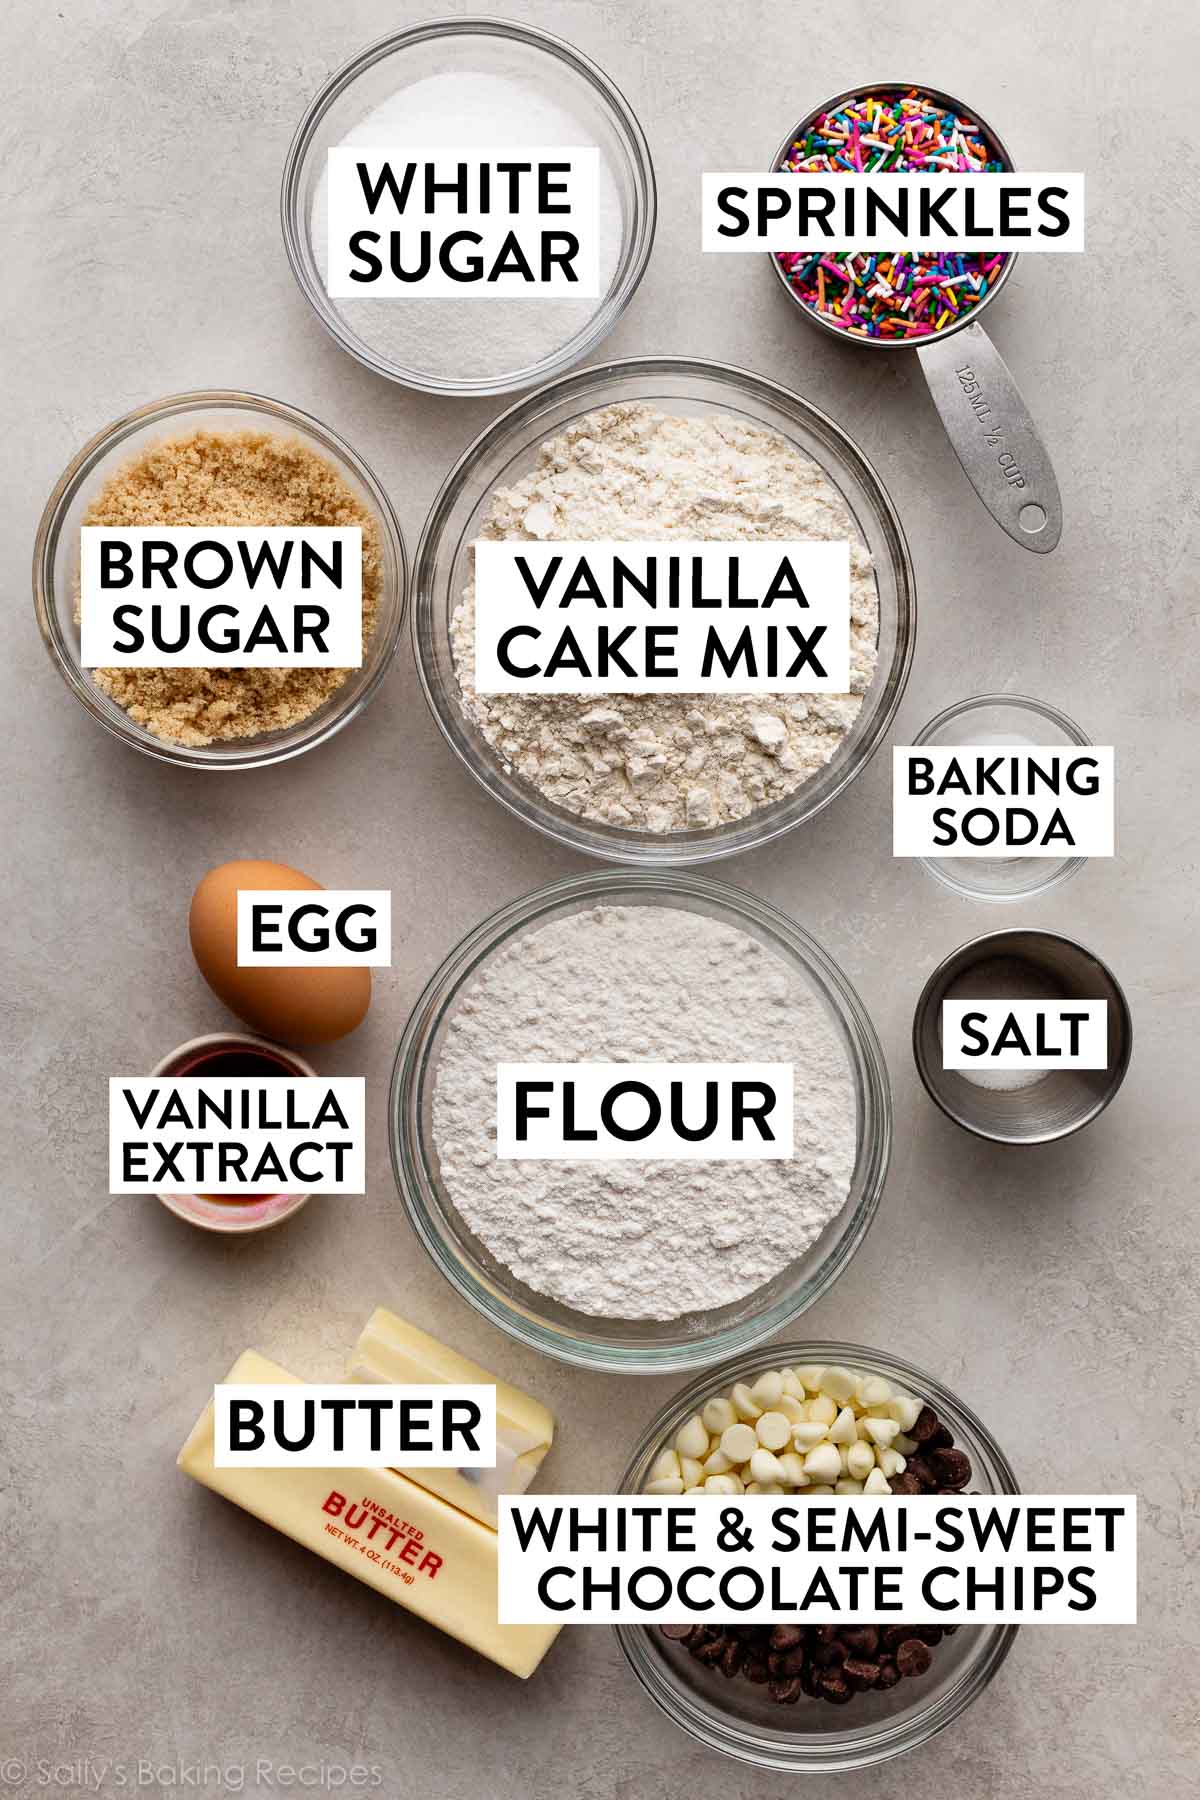 WHITE
SUGAR
SPRINKLES
125ML ½ CUP
BROWN
SUGAR
VANILLA
CAKE MIX
BAKING
SODA
EGG
SALT
VANILLA
EXTRACT
FLOUR
BUTTER
UNSALTED
BUTTER
NET WT. 4 OZ. (113.4g)
WHITE & SEMI-SWEET
CHOCOLATE CHIPS
© Sally's Baking Recipes